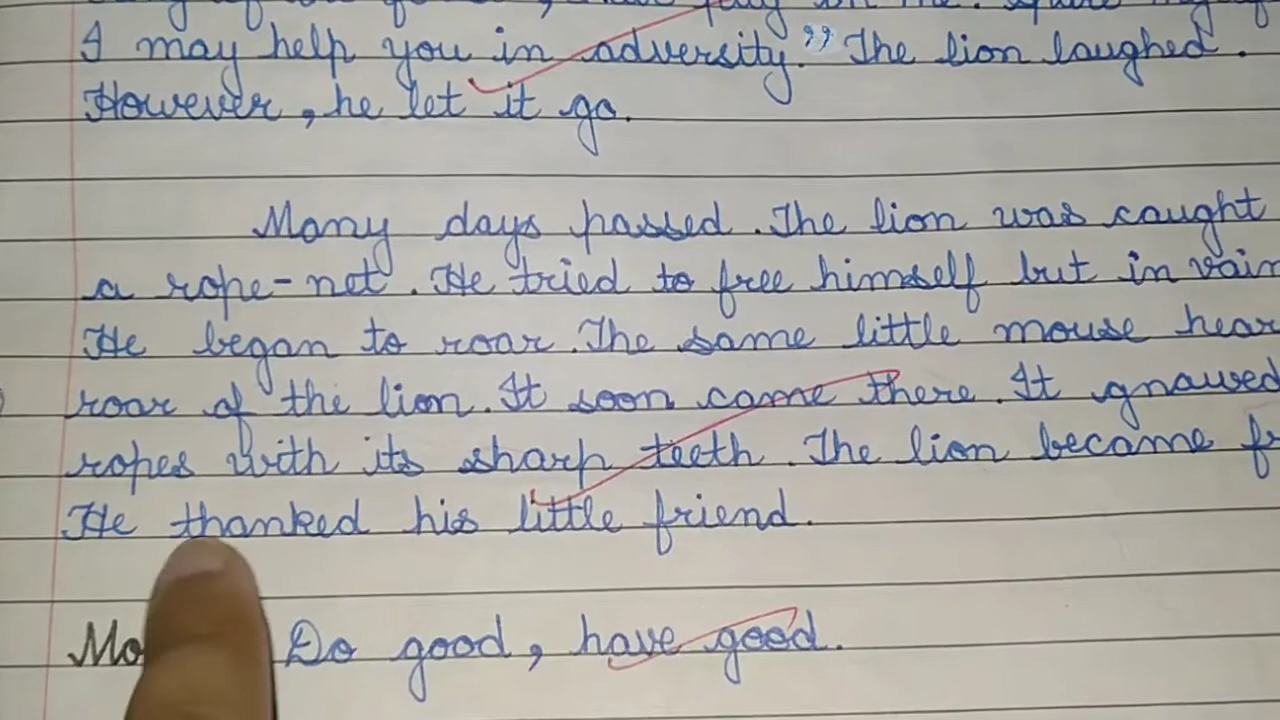 I may help you in adversity." The lion laughed.
However, he let it go.
Many days passed. The lion was caught
a rope-net. He tried to free himself but in vain
He began to roar. The same little mouse hear
roar of the lion. It soon came there. It gnawed
ropes with its sharp teeth. The lion became
He thanked his little friend.
Do good, have good.